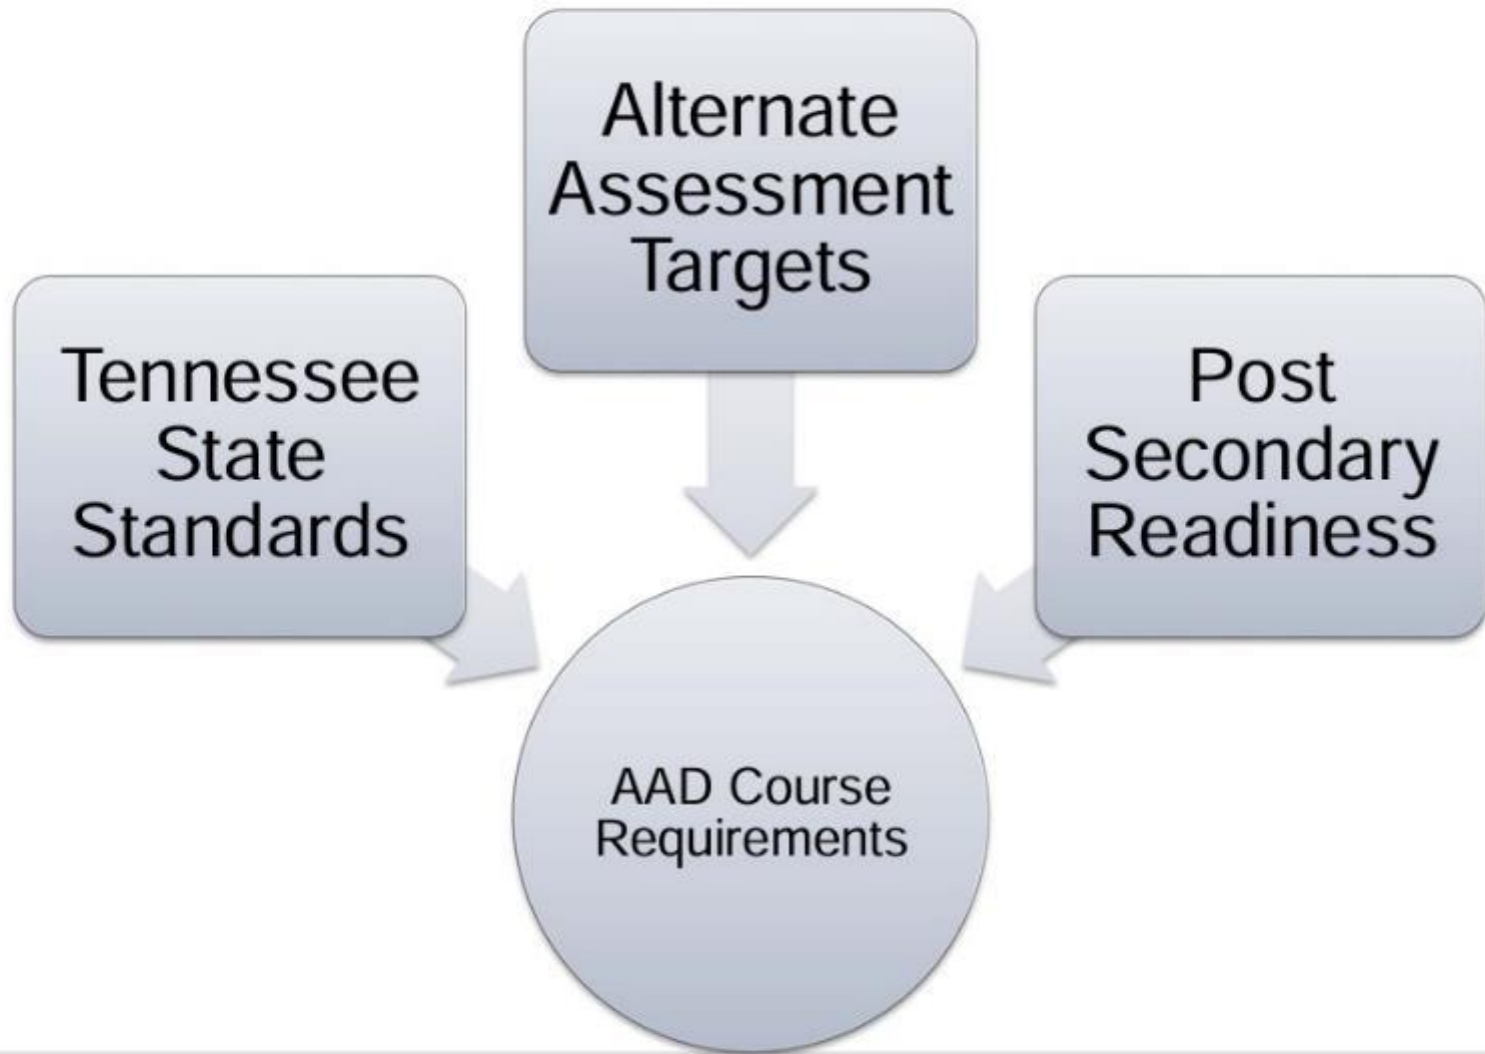 Alternate
Assessment
Targets
Tennessee
State
Standards
Post
Secondary
Readiness
AAD Course
Requirements